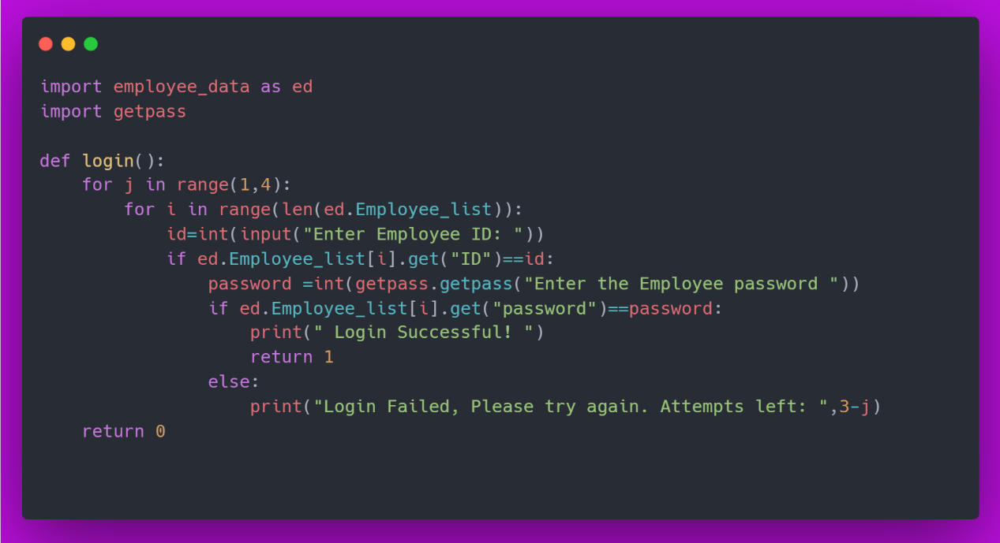 import employee_data as ed
import getpass

def login():
    for j in range(1,4):
        for i in range(len(ed.Employee_list)):
            id=int(input("Enter Employee ID: "))
            if ed.Employee_list[i].get("ID")==id:
                password =int(getpass.getpass("Enter the Employee password "))
                if ed.Employee_list[i].get("password")==password:
                    print(" Login Successful! ")
                    return 1
                else:
                    print("Login Failed, Please try again. Attempts left: ",3-j)
    return 0